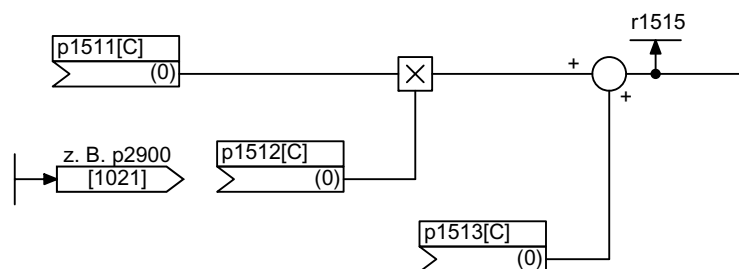 r1515
p1511[C]
(0)
+
+
z. B. p2900
[1021]
p1512[C]
(0)
p1513[C]
(0)